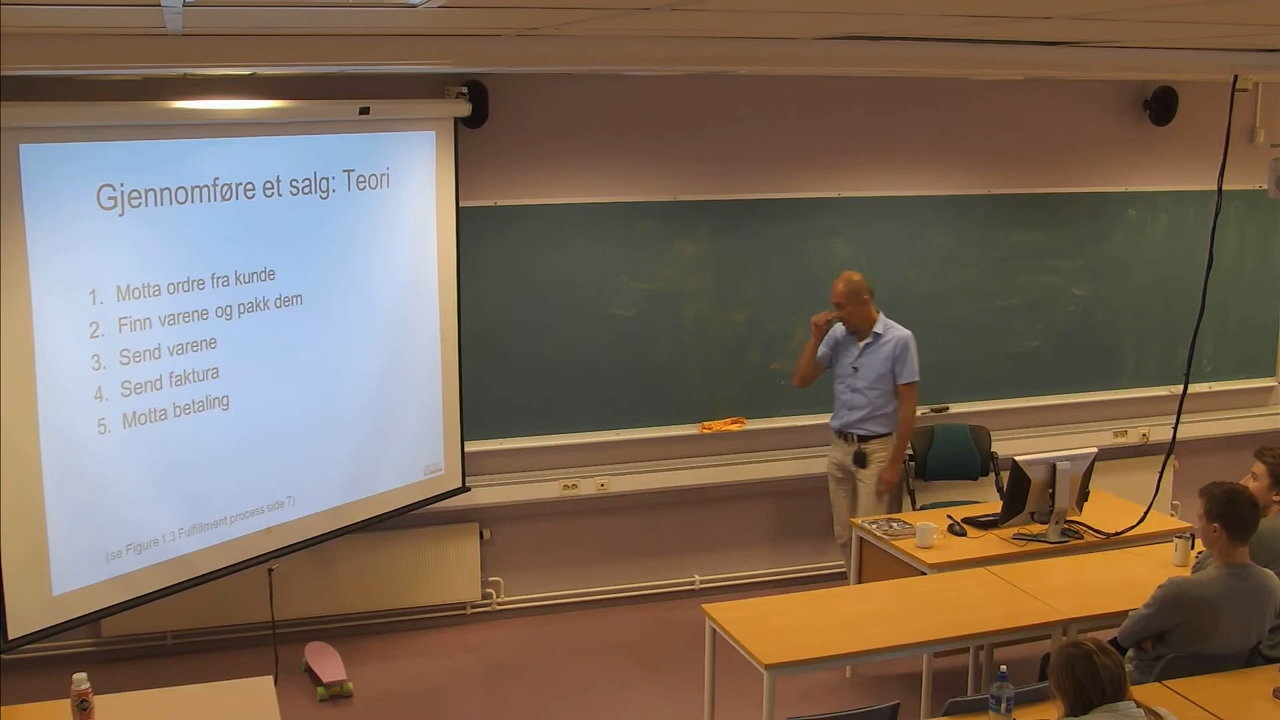 Gjennomføre et salg: Teori
1. Motta ordre fra kunde
2. Finn varene og pakk dem
3. Send varene
4. Send faktura
5. Motta betaling
(se Figure 1.3 Fulfillment process side 7)